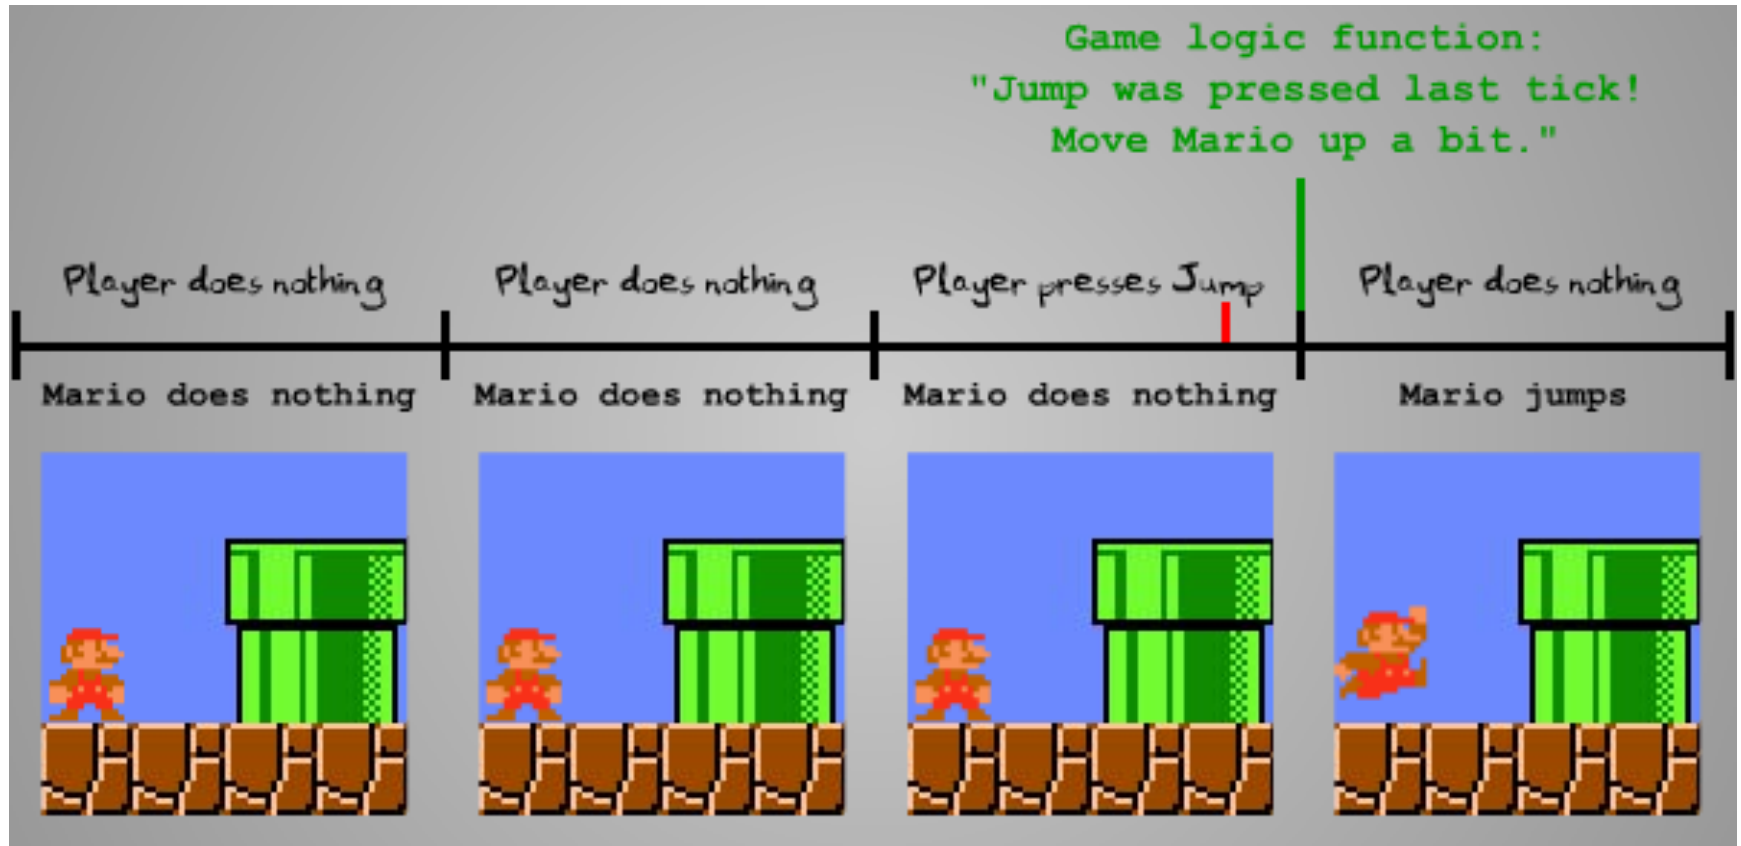 Game logic function:
"Jump was pressed last tick!
Move Mario up a bit."
Player does nothing
Player does nothing
Player presses Jump
Player does nothing
Mario does nothing
Mario does nothing
Mario does nothing
Mario jumps